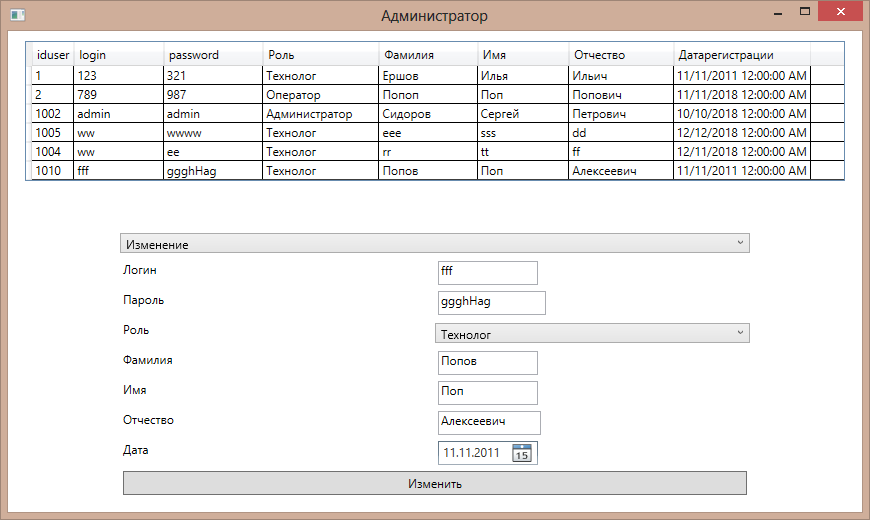 Администратор
iduser login password Роль Фамилия Имя Отчество Датарегистрации
1 123 321 Технолог Ершов Илья Ильич 11/11/2011 12:00:00 AM
2 789 987 Оператор Попоп Поп Попович 11/11/2018 12:00:00 AM
1002 admin admin Администратор Сидоров Сергей Петрович 10/10/2018 12:00:00 AM
1005 ww wwww Технолог eee sss dd 12/12/2018 12:00:00 AM
1004 ww ee Технолог rr tt ff 12/11/2018 12:00:00 AM
1010 fff ggghHag Технолог Попов Поп Алексеевич 11/11/2011 12:00:00 AM
Изменение
Логин fff
Пароль ggghHag
Роль Технолог
Фамилия Попов
Имя Поп
Отчество Алексеевич
Дата 11.11.2011 15
Изменить